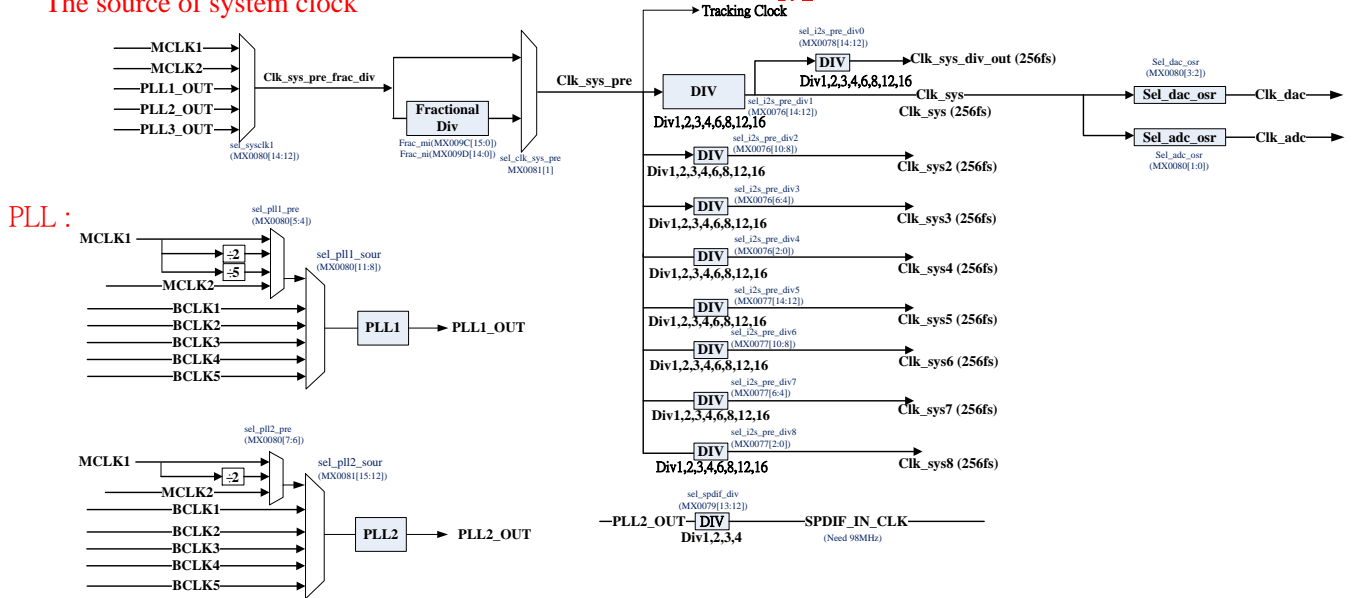 The source of system clock
MCLK1
MCLK2
PLL1_OUT
PLL2_OUT
PLL3_OUT
sel_sysclk1
(MX0080[14:12])
Clk_sys_pre_frac_div
Fractional
Div
Frac_mi(MX009C[15:0])
Frac_ni(MX009D[14:0])
sel_clk_sys_pre
MX0081[1]
Clk_sys_pre
Tracking Clock
DIV
Div1,2,3,4,6,8,12,16
sel_i2s_pre_div0
(MX0078[14:12])
DIV
Div1,2,3,4,6,8,12,16
Clk_sys_div_out (256fs)
sel_i2s_pre_div1
(MX0076[14:12])
Clk_sys
Clk_sys (256fs)
Sel_dac_osr
(MX0080[3:2])
Sel_dac_osr
Clk_dac
Sel_adc_osr
Clk_adc
Sel_adc_osr
(MX0080[1:0])
sel_i2s_pre_div2
(MX0076[10:8])
DIV
Div1,2,3,4,6,8,12,16
Clk_sys2 (256fs)
sel_i2s_pre_div3
(MX0076[6:4])
DIV
Div1,2,3,4,6,8,12,16
Clk_sys3 (256fs)
sel_i2s_pre_div4
(MX0076[2:0])
DIV
Div1,2,3,4,6,8,12,16
Clk_sys4 (256fs)
sel_i2s_pre_div5
(MX0077[14:12])
DIV
Div1,2,3,4,6,8,12,16
Clk_sys5 (256fs)
sel_i2s_pre_div6
(MX0077[10:8])
DIV
Div1,2,3,4,6,8,12,16
Clk_sys6 (256fs)
sel_i2s_pre_div7
(MX0077[6:4])
DIV
Div1,2,3,4,6,8,12,16
Clk_sys7 (256fs)
sel_i2s_pre_div8
(MX0077[2:0])
DIV
Div1,2,3,4,6,8,12,16
Clk_sys8 (256fs)
sel_spdif_div
(MX0079[13:12])
PLL2_OUT
DIV
Div1,2,3,4
SPDIF_IN_CLK
(Need 98MHz)
PLL :
sel_pll1_pre
(MX0080[5:4])
MCLK1
÷2
÷5
MCLK2
sel_pll1_sour
(MX0080[11:8])
BCLK1
BCLK2
BCLK3
BCLK4
BCLK5
PLL1
PLL1_OUT
sel_pll2_pre
(MX0080[7:6])
MCLK1
÷2
MCLK2
sel_pll2_sour
(MX0081[15:12])
BCLK1
BCLK2
BCLK3
BCLK4
BCLK5
PLL2
PLL2_OUT